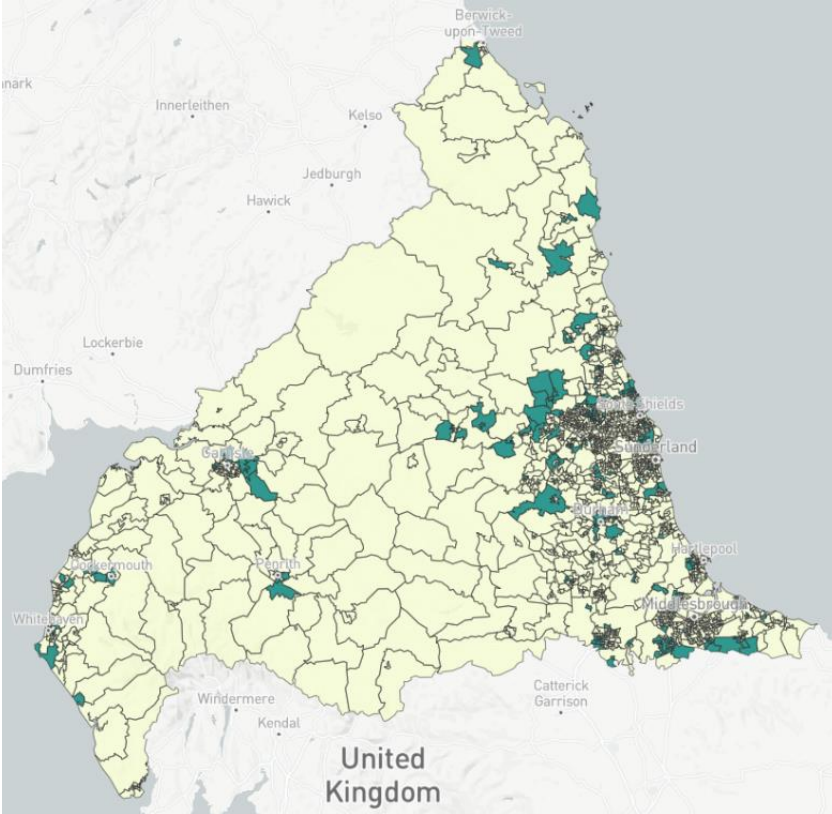 Berwick-
upon-Tweed
nark
Innerleithen
Kelso
Jedburgh
Hawick
Lockerbie
Dumfries
Shields
Carlisle
Sunderland
Durham
Hartlepool
Cockermouth
Penrith
Middlesbrough
Whitehaven
Windermere
Catterick
Garrison
Kendal
United
Kingdom